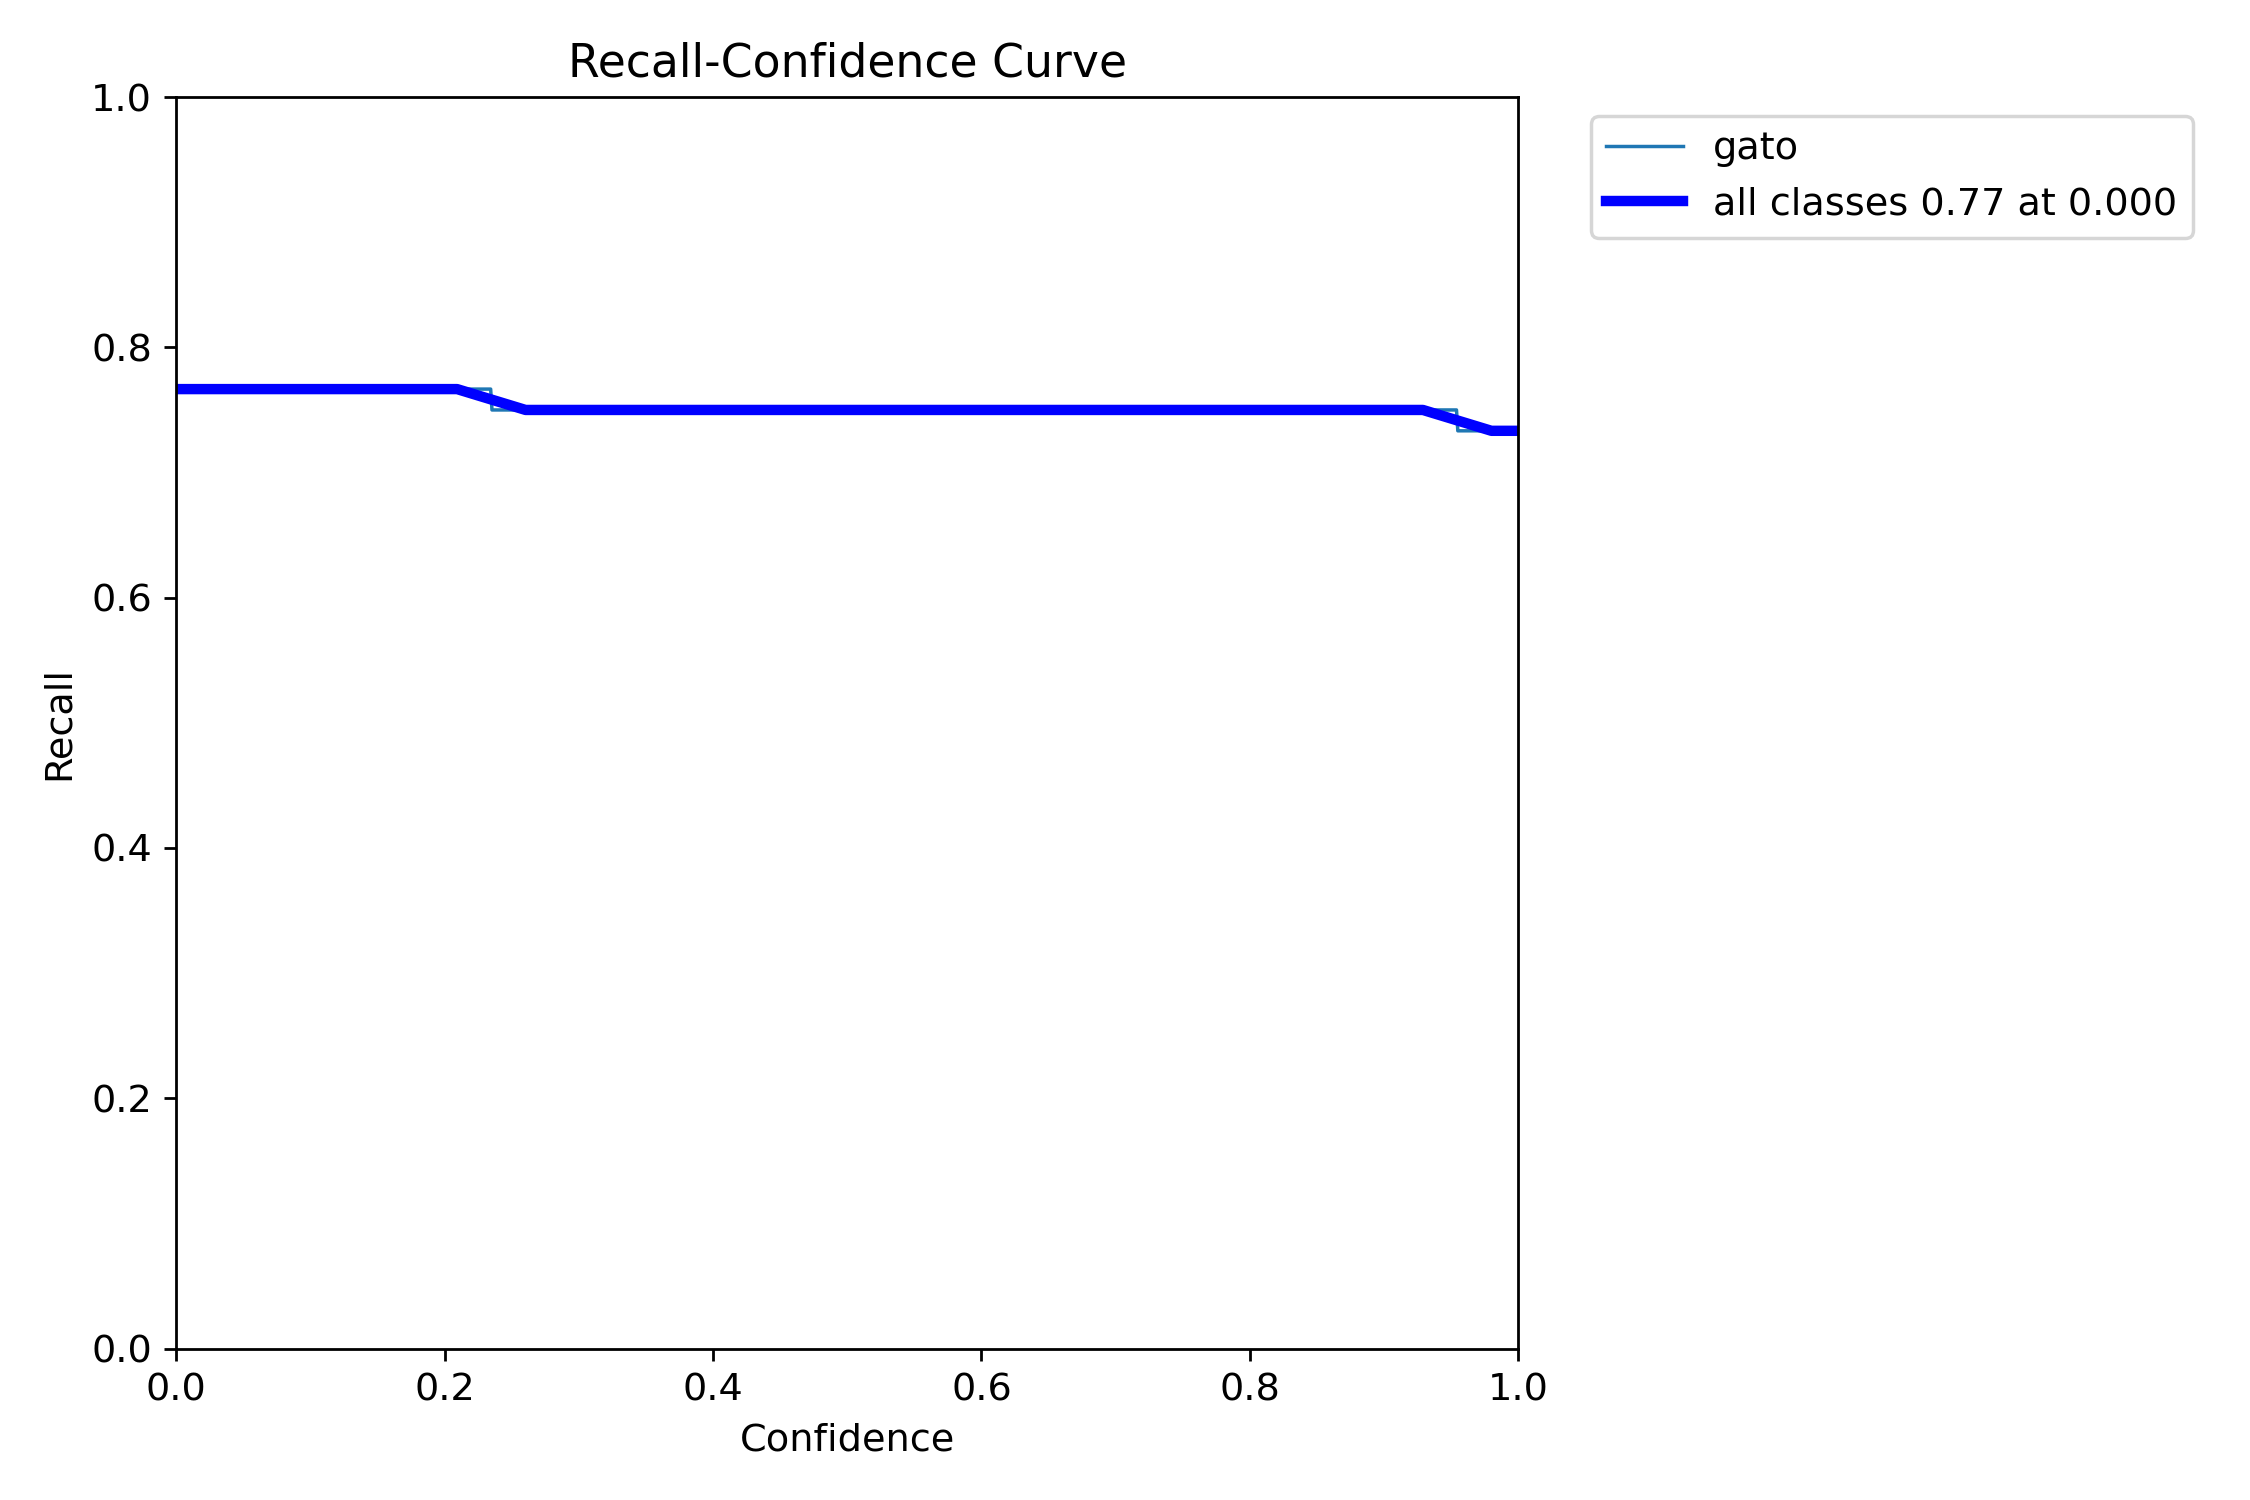 Recall-Confidence Curve
gato
all classes 0.77 at 0.000
1.0
0.8
0.6
0.4
0.2
0.0
Recall
0.0 0.2 0.4 0.6 0.8 1.0
Confidence